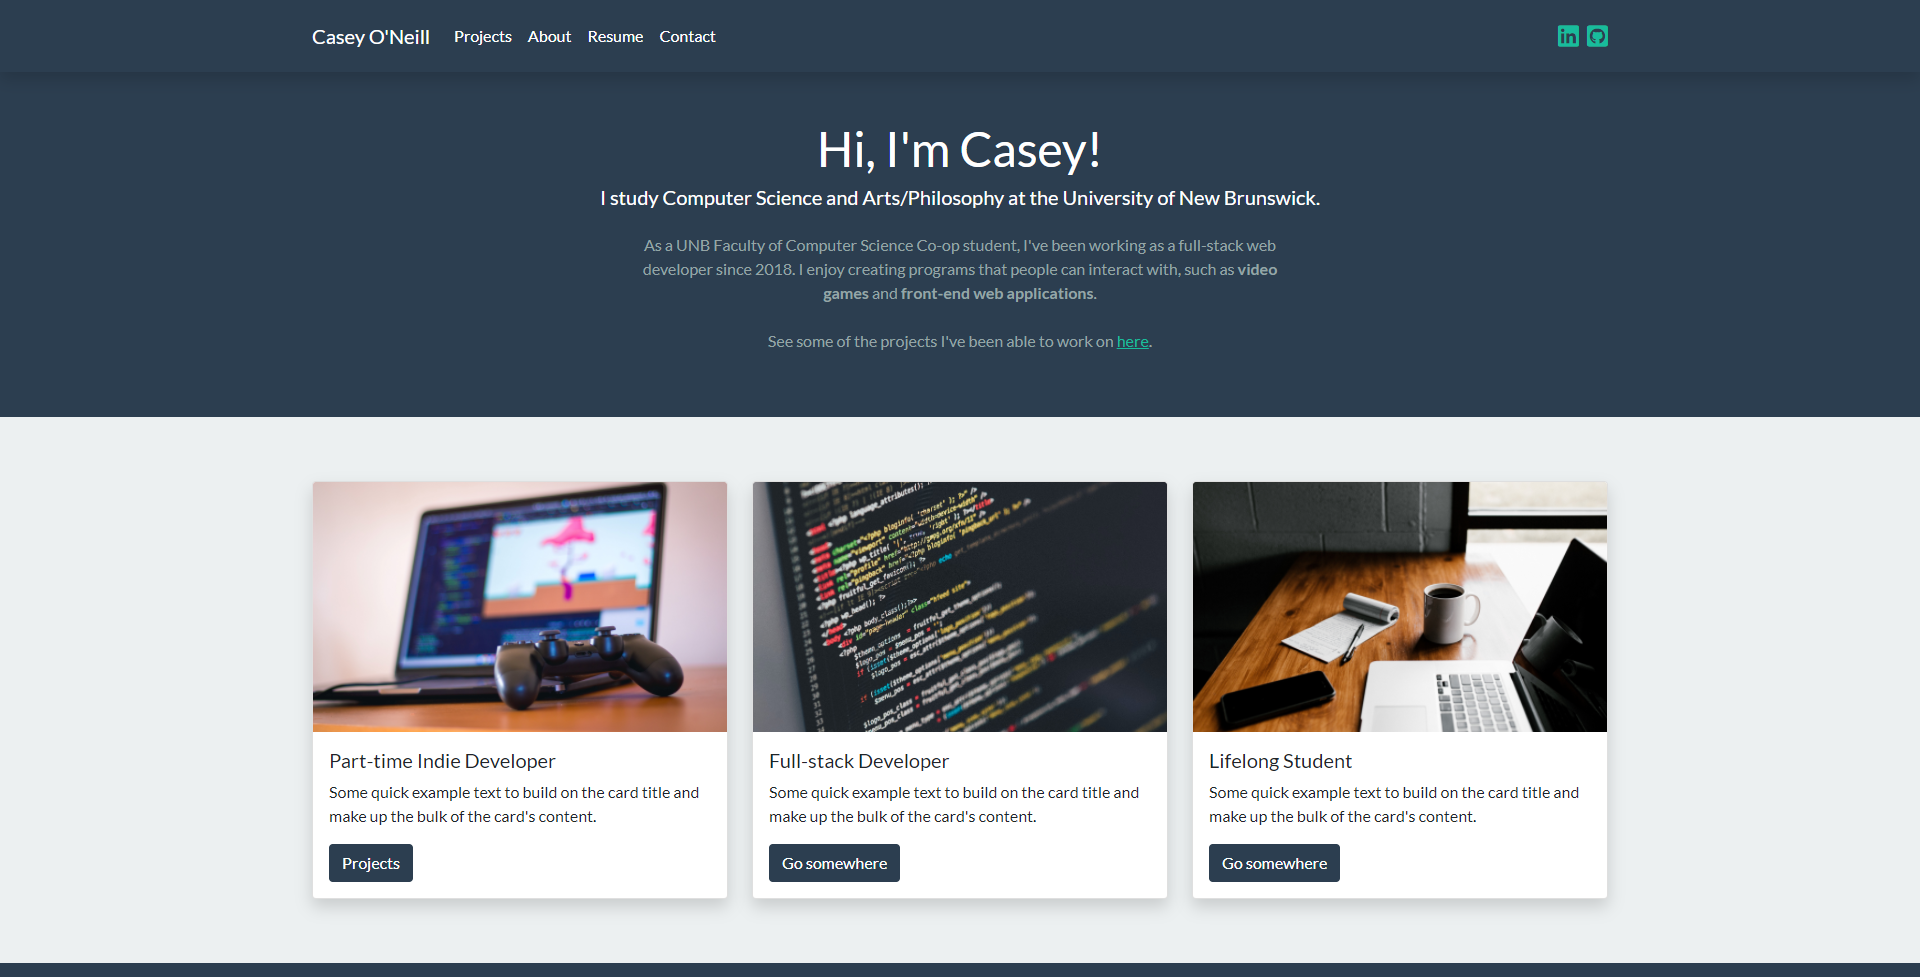 Casey O'Neill Projects About Resume Contact
Hi, I'm Casey!
I study Computer Science and Arts/Philosophy at the University of New Brunswick.
As a UNB Faculty of Computer Science Co-op student, I've been working as a full-stack web
developer since 2018. I enjoy creating programs that people can interact with, such as video
games and front-end web applications.
See some of the projects I've been able to work on here.
Part-time Indie Developer
Some quick example text to build on the card title and
make up the bulk of the card's content.
Projects
Full-stack Developer
Some quick example text to build on the card title and
make up the bulk of the card's content.
Go somewhere
Lifelong Student
Some quick example text to build on the card title and
make up the bulk of the card's content.
Go somewhere